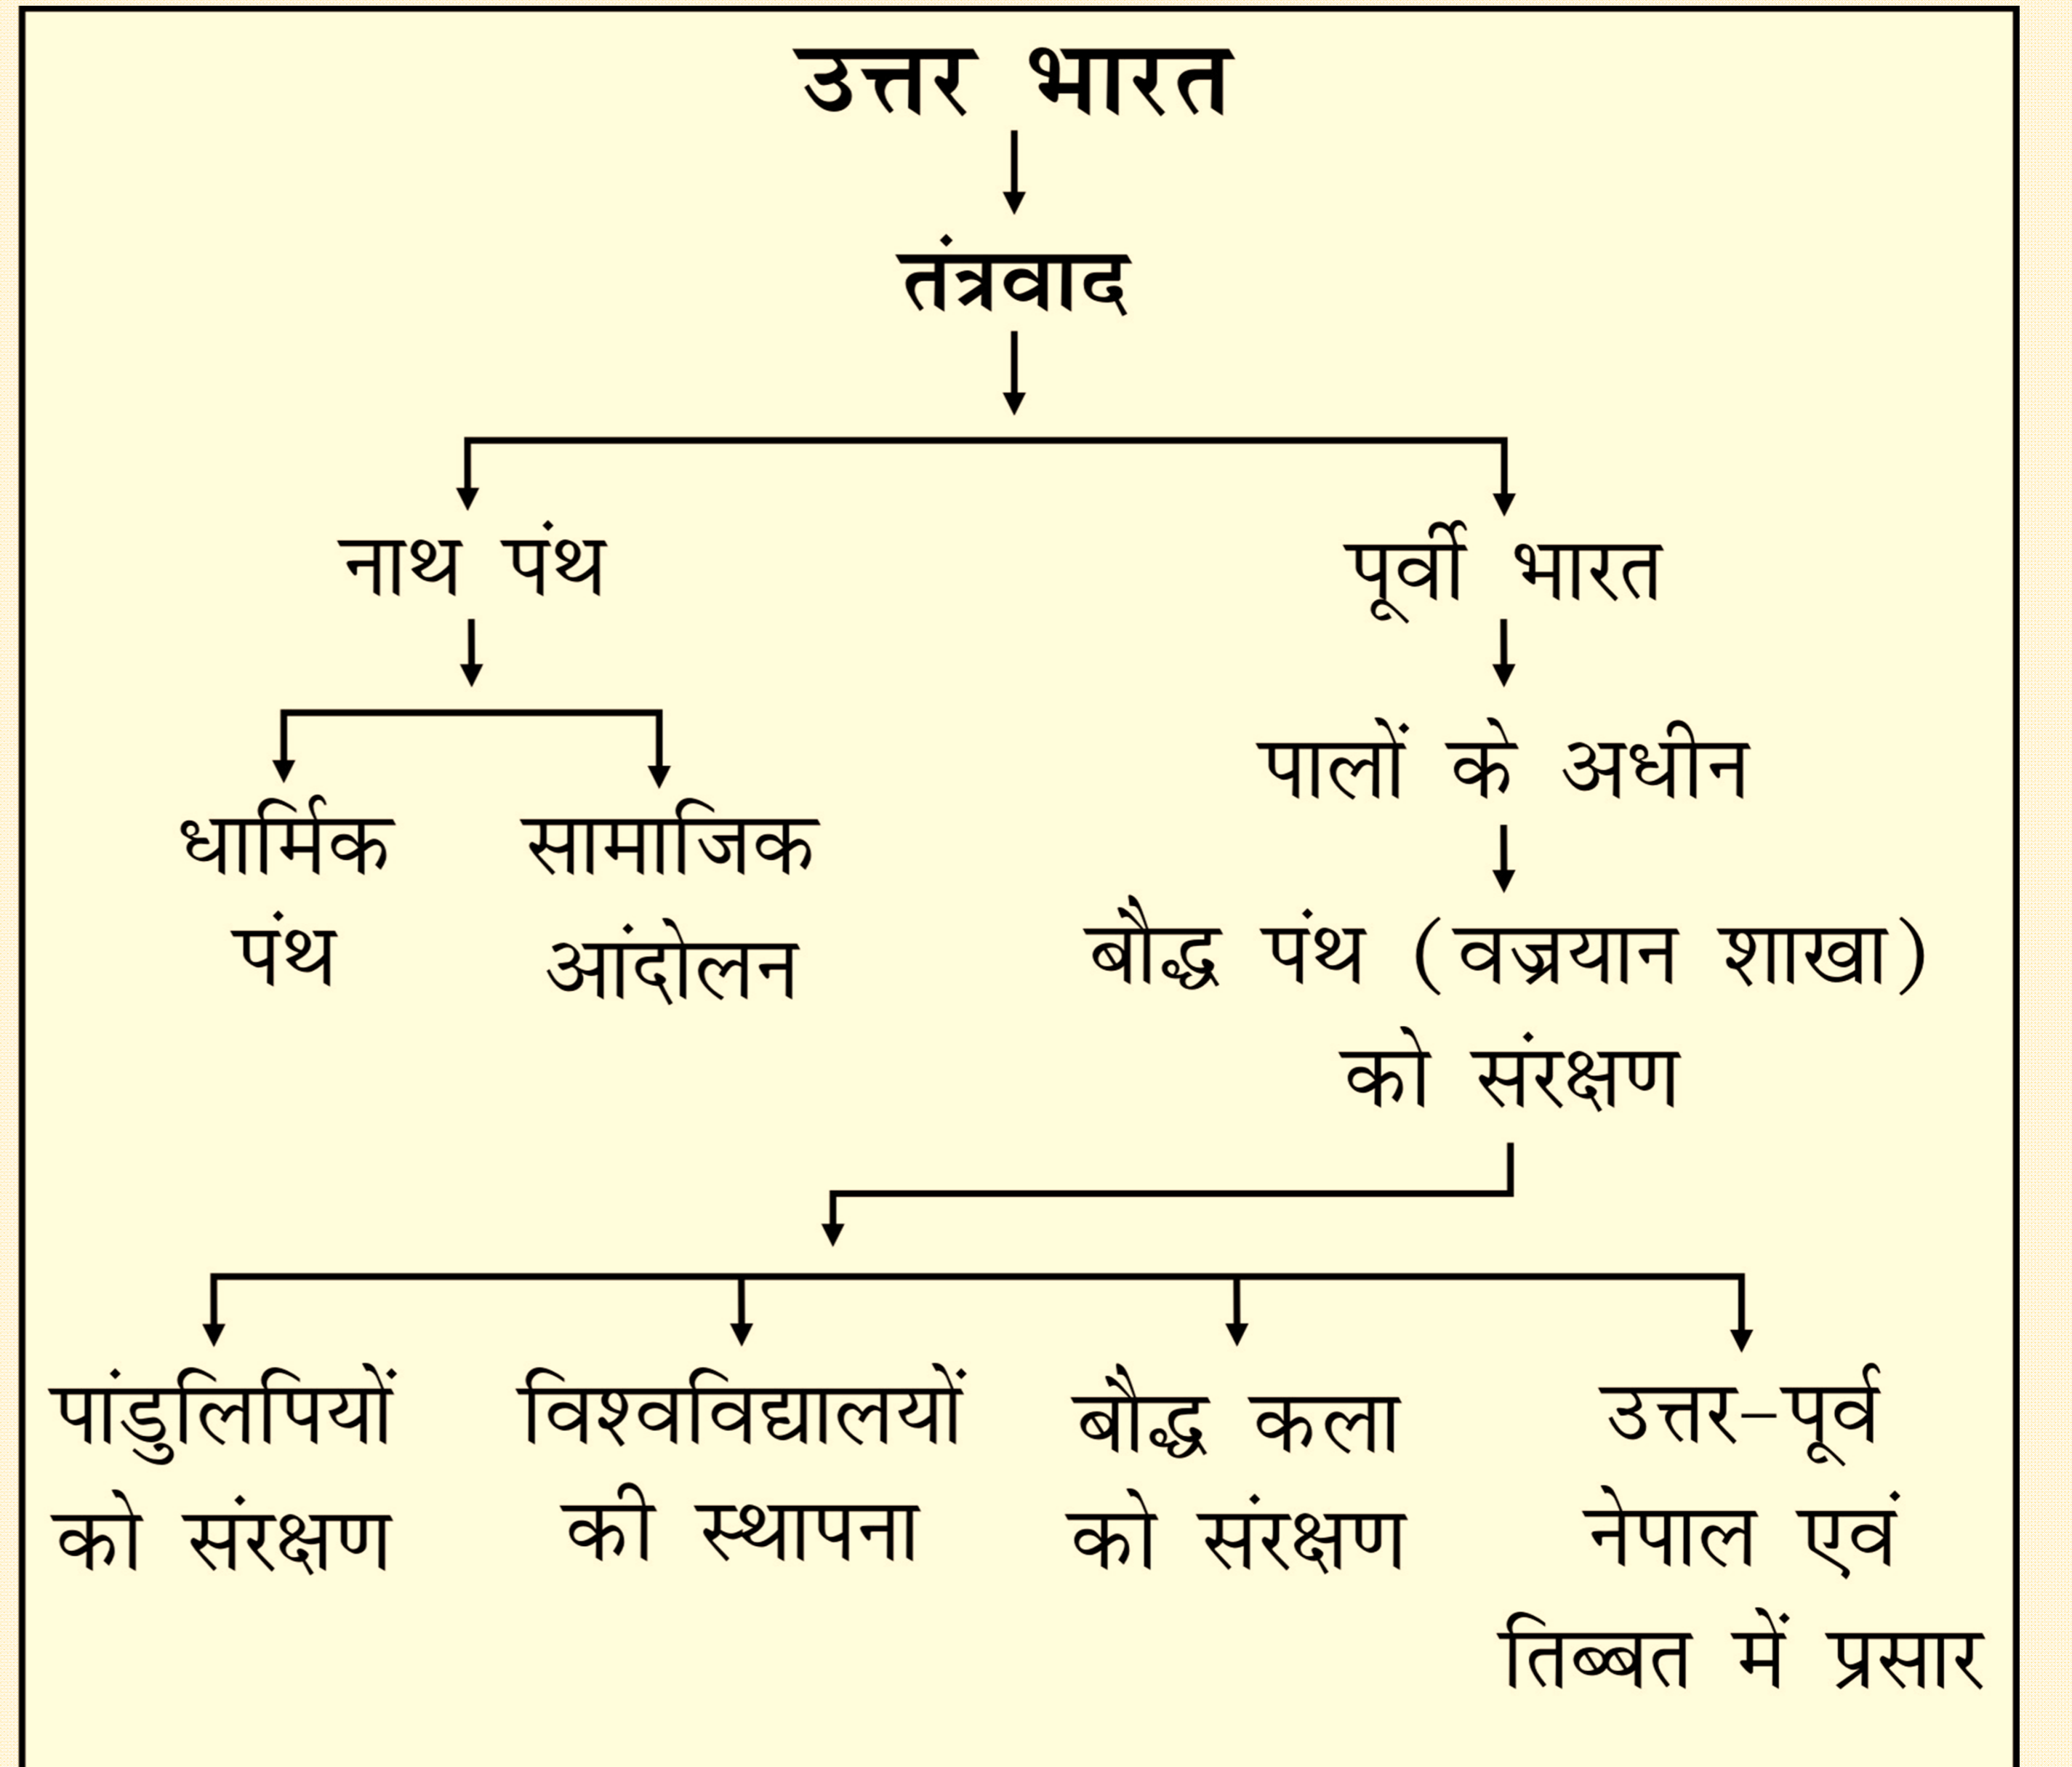 उत्तर भारत
तंत्रवाद
नाथ पंथ
पूर्वी भारत
पालों के अधीन
धार्मिक
पंथ
सामाजिक
आंदोलन
बौद्ध पंथ (वज्रयान शाखा)
को संरक्षण
पांडुलिपियों
को संरक्षण
विश्वविद्यालयों
की स्थापना
बौद्ध कला
को संरक्षण
उत्तर-पूर्व
नेपाल एवं
तिब्बत में प्रसार